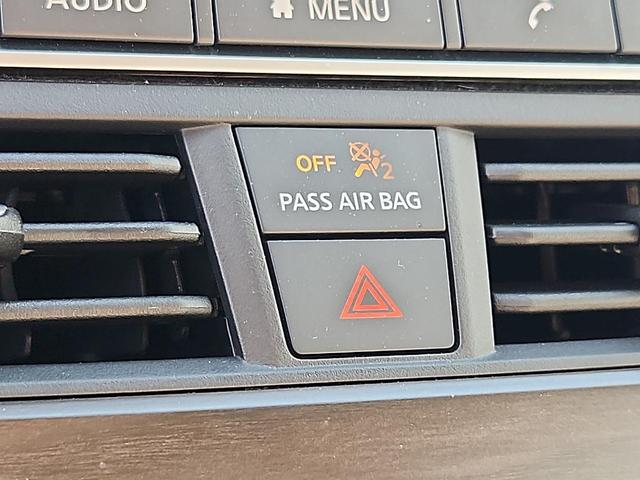 AUDIO
MENU
OFF 2
PASS AIR BAG